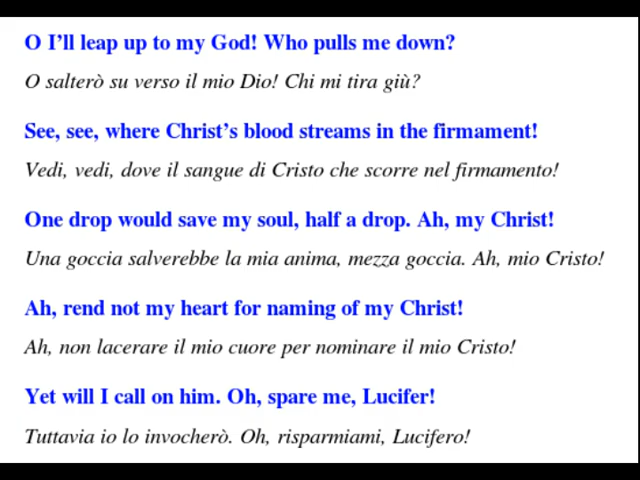 O I’ll leap up to my God! Who pulls me down?
O salterò su verso il mio Dio! Chi mi tira giù?
See, see, where Christ’s blood streams in the firmament!
Vedi, vedi, dove il sangue di Cristo che scorre nel firmamento!
One drop would save my soul, half a drop. Ah, my Christ!
Una goccia salverebbe la mia anima, mezza goccia. Ah, mio Cristo!
Ah, rend not my heart for naming of my Christ!
Ah, non lacerare il mio cuore per nominare il mio Cristo!
Yet will I call on him. Oh, spare me, Lucifer!
Tuttavia io lo invocherò. Oh, risparmiami, Lucifero!